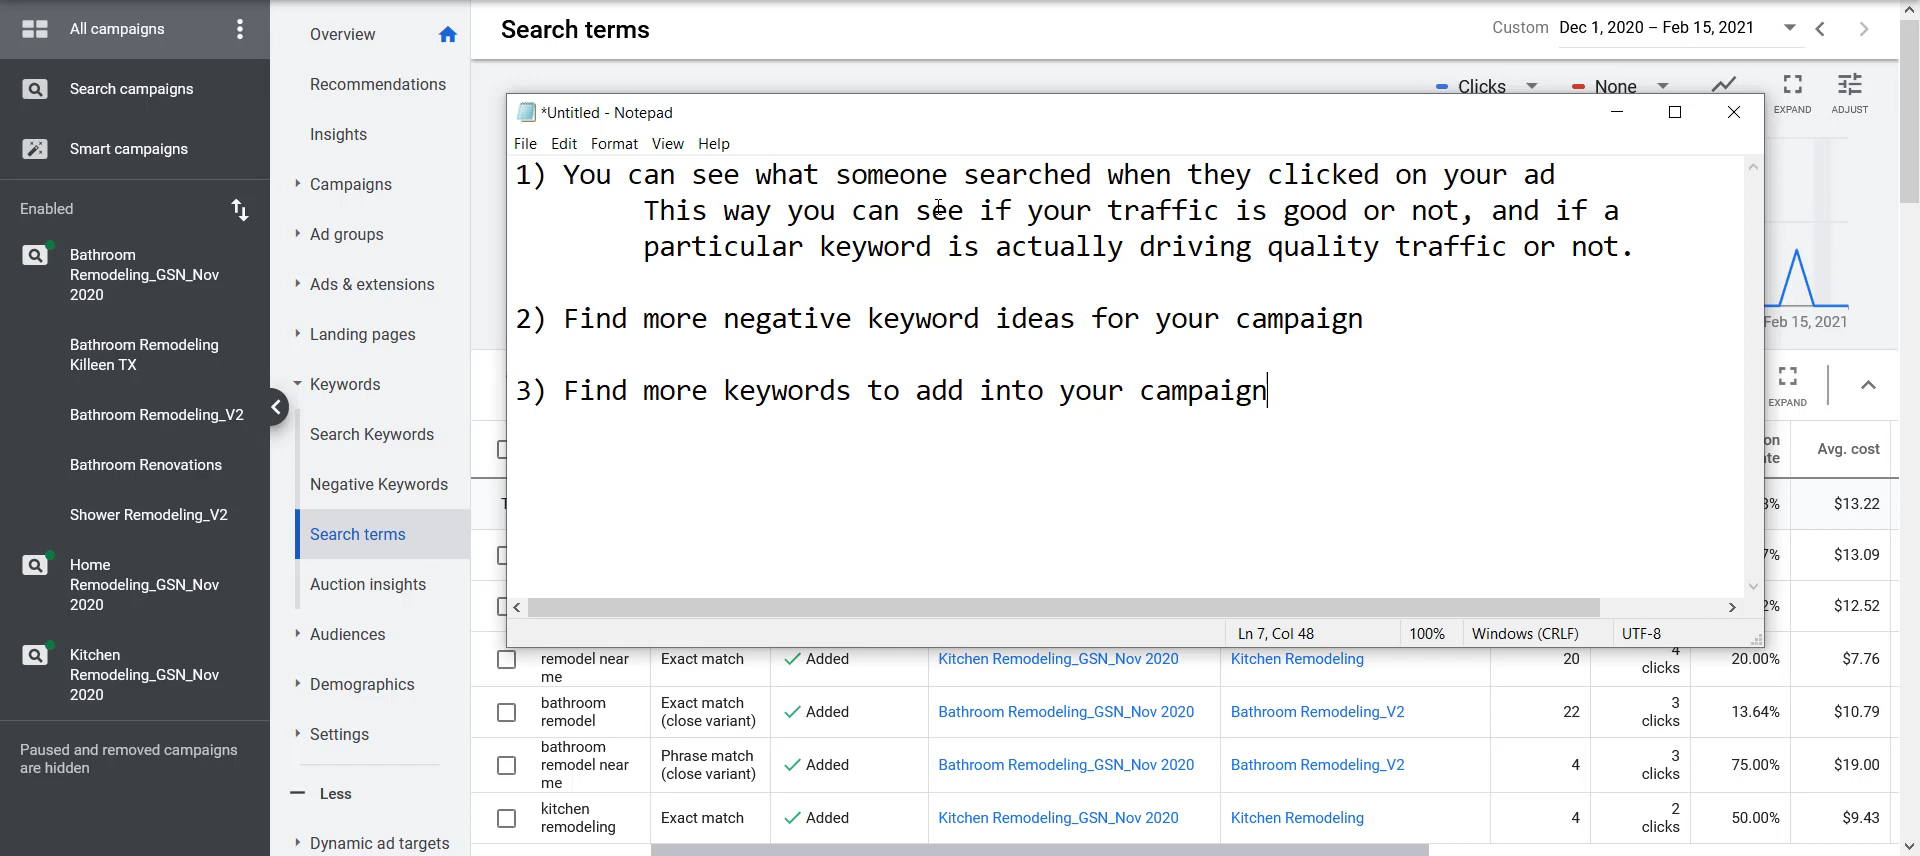 All campaigns
Search campaigns
Smart campaigns
Enabled
Bathroom
Remodeling_GSN_Nov
2020
Bathroom Remodeling
Killeen TX
Bathroom Remodeling_V2
Bathroom Renovations
Shower Remodeling_V2
Home
Remodeling_GSN_Nov
2020
Kitchen
Remodeling_GSN_Nov
2020
Paused and removed campaigns
are hidden
Overview
Recommendations
Insights
Campaigns
Ad groups
Ads & extensions
Landing pages
Keywords
Search Keywords
Negative Keywords
Search terms
Auction insights
Audiences
Demographics
Settings
Less
Dynamic ad targets
Search terms
Custom Dec 1, 2020 – Feb 15, 2021
Clicks None
EXPAND ADJUST
*Untitled - Notepad
File Edit Format View Help
1) You can see what someone searched when they clicked on your ad
This way you can see if your traffic is good or not, and if a
particular keyword is actually driving quality traffic or not.
2) Find more negative keyword ideas for your campaign
3) Find more keywords to add into your campaign
Ln 7, Col 48 100% Windows (CRLF) UTF-8
Feb 15, 2021
EXPAND
Avg. cost
$13.22
7% $13.09
2% $12.52
remodel near
me
Exact match Added Kitchen Remodeling_GSN_Nov 2020 Kitchen Remodeling 20 4
clicks
20.00% $7.76
bathroom
remodel
Exact match
(close variant)
Added Bathroom Remodeling_GSN_Nov 2020 Bathroom Remodeling_V2 22 3
clicks
13.64% $10.79
bathroom
remodel near
me
Phrase match
(close variant)
Added Bathroom Remodeling_GSN_Nov 2020 Bathroom Remodeling_V2 4 3
clicks
75.00% $19.00
kitchen
remodeling
Exact match Added Kitchen Remodeling_GSN_Nov 2020 Kitchen Remodeling 4 2
clicks
50.00% $9.43